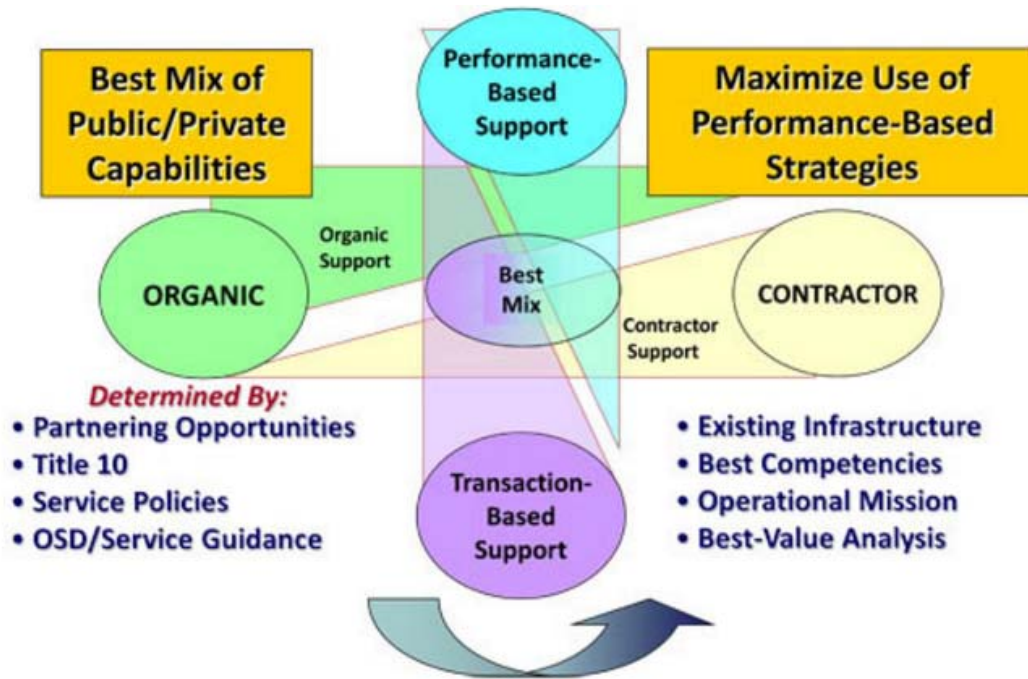 Best Mix of
Public/Private
Capabilities
Performance-
Based
Support
Maximize Use of
Performance-Based
Strategies
Organic
Support
ORGANIC
Best
Mix
CONTRACTOR
Contractor
Support
Determined By:
• Partnering Opportunities
• Title 10
• Service Policies
• OSD/Service Guidance
Transaction-
Based
Support
• Existing Infrastructure
• Best Competencies
• Operational Mission
• Best-Value Analysis